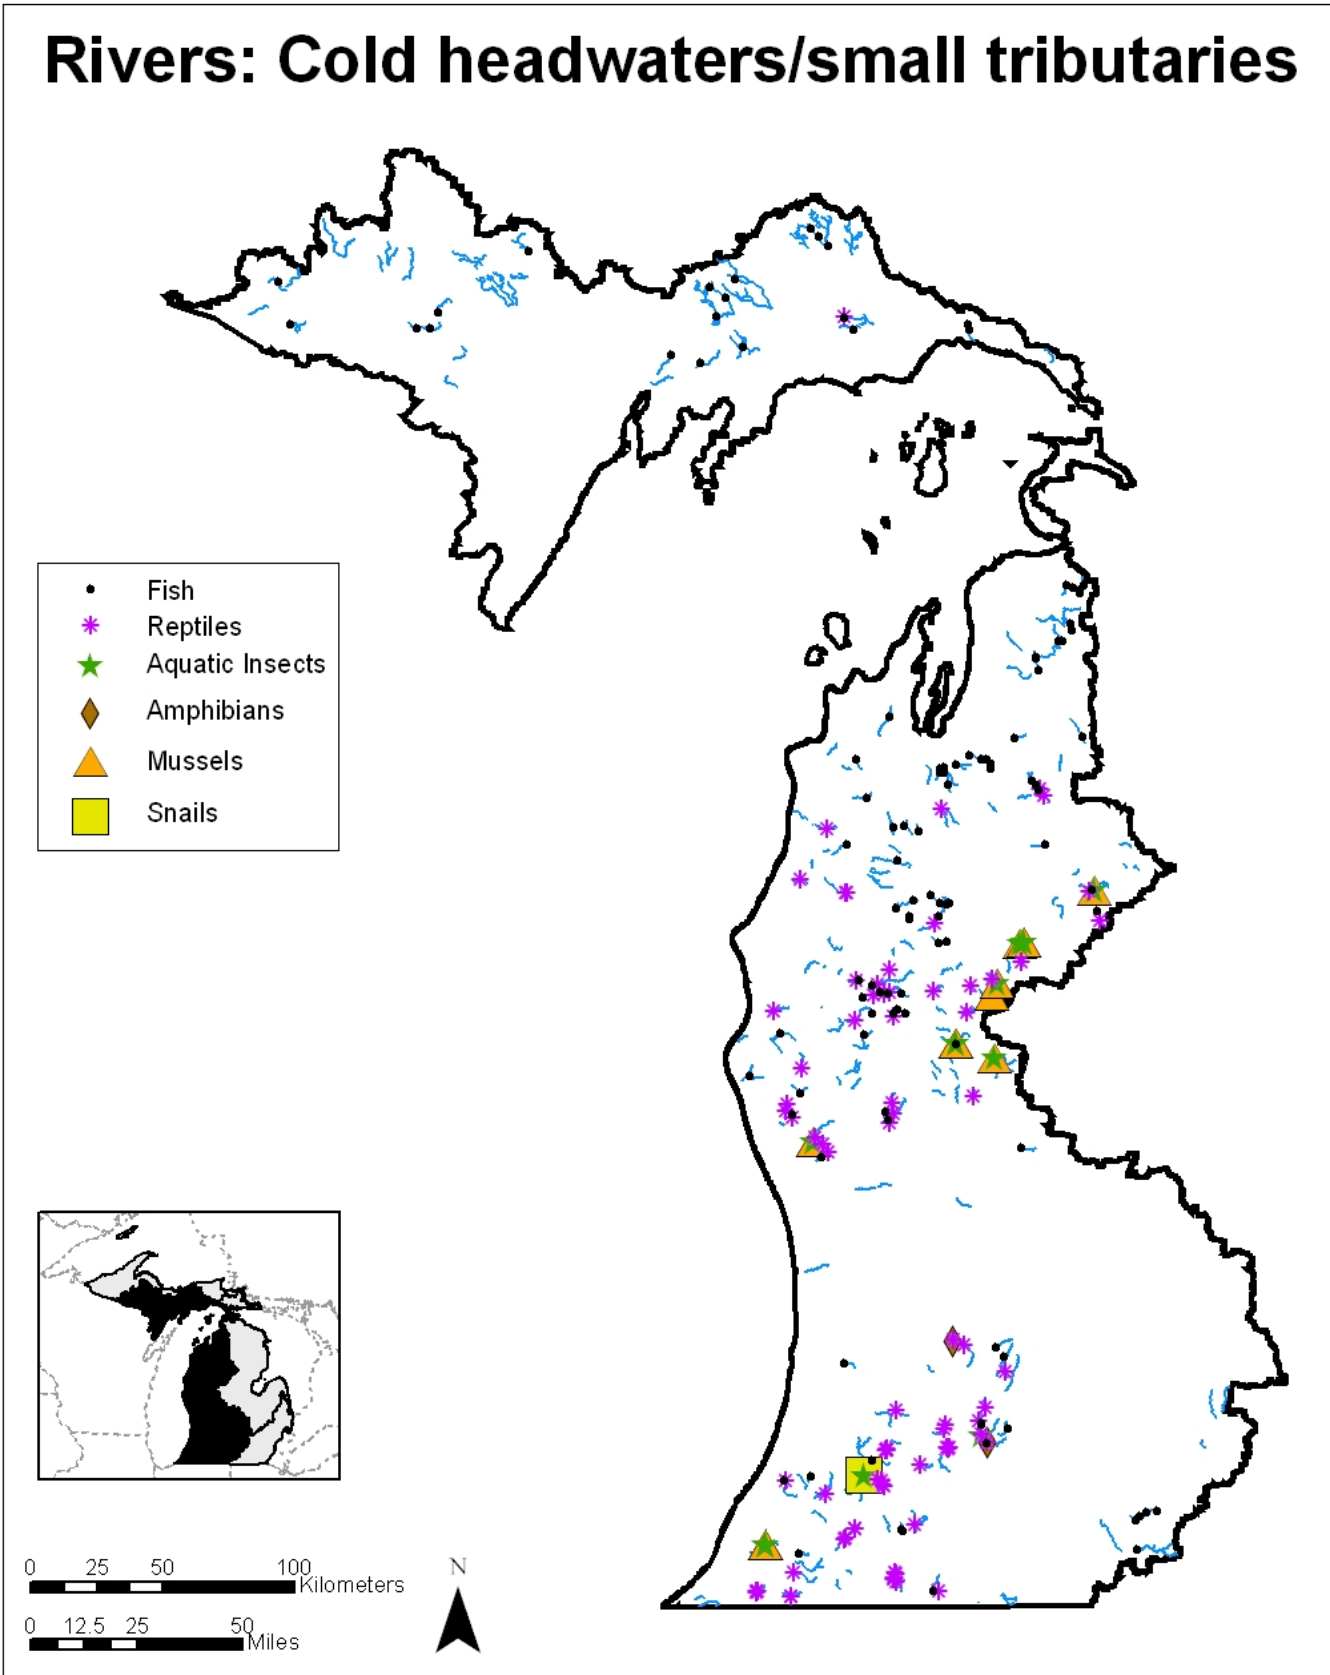 Rivers: Cold headwaters/small tributaries
Fish
Reptiles
Aquatic Insects
Amphibians
Mussels
Snails
0 25 50 100
Kilometers
0 12.5 25 50
Miles
N